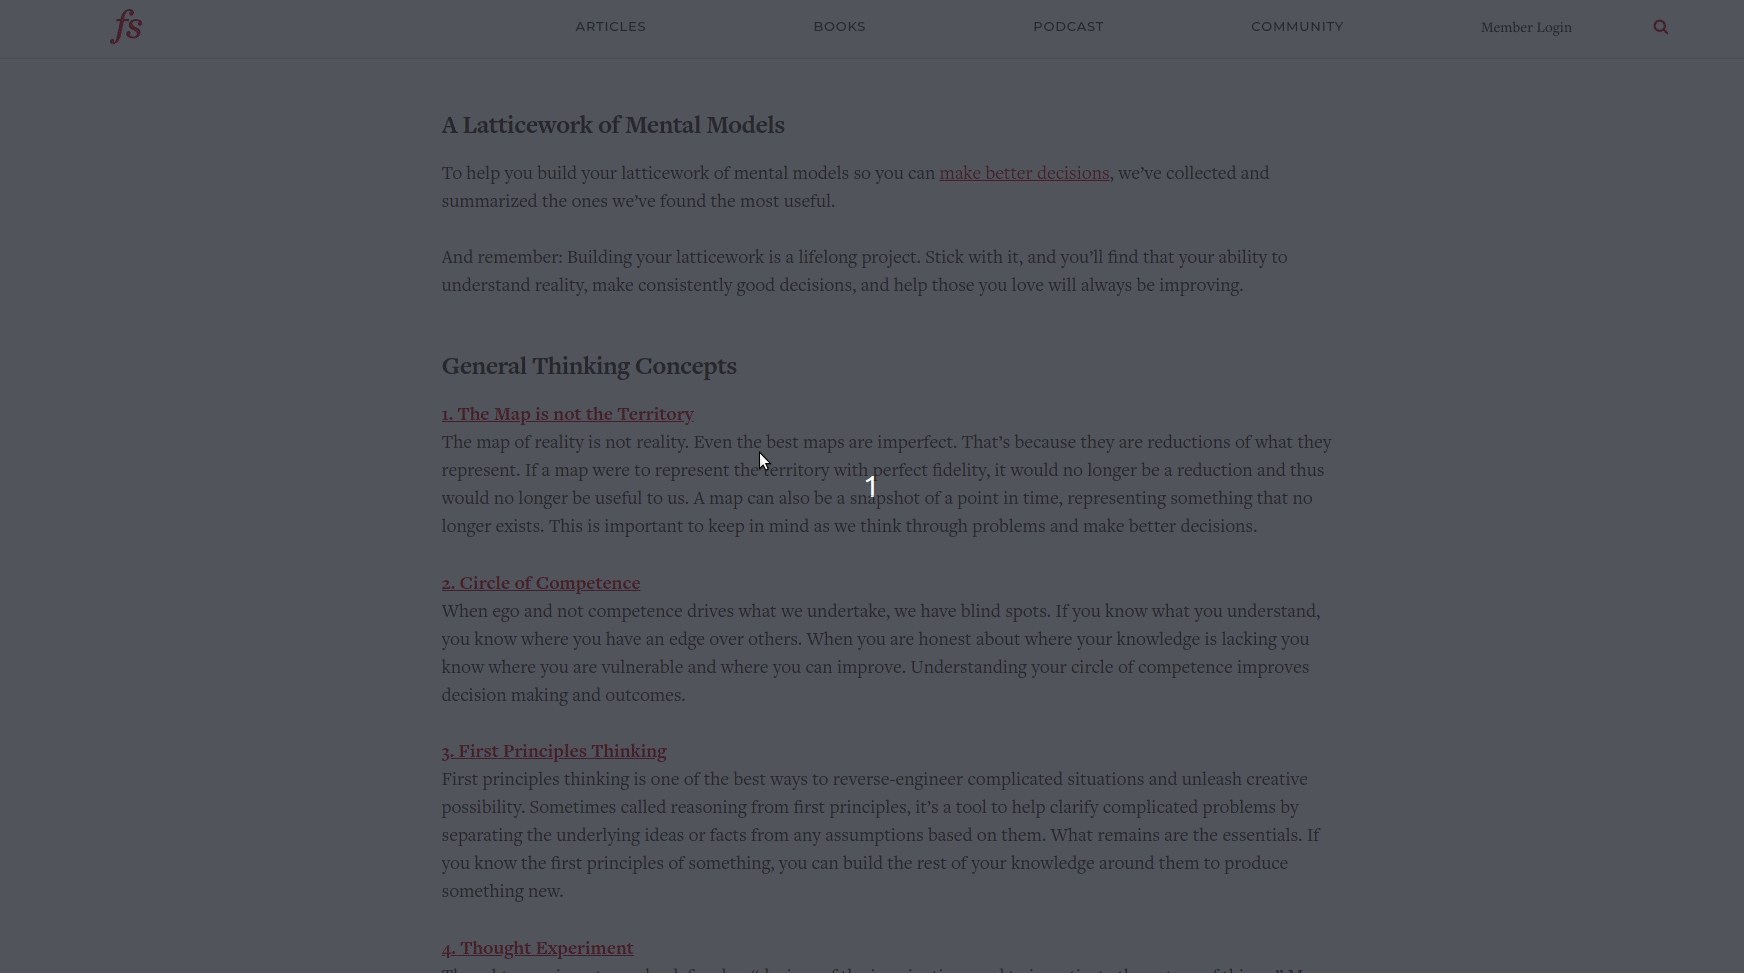 fs
ARTICLES
BOOKS
PODCAST
COMMUNITY
Member Login
A Latticework of Mental Models
To help you build your latticework of mental models so you can make better decisions, we’ve collected and
summarized the ones we’ve found the most useful.
And remember: Building your latticework is a lifelong project. Stick with it, and you’ll find that your ability to
understand reality, make consistently good decisions, and help those you love will always be improving.
General Thinking Concepts
1. The Map is not the Territory
The map of reality is not reality. Even the best maps are imperfect. That’s because they are reductions of what they
represent. If a map were to represent the territory with perfect fidelity, it would no longer be a reduction and thus
1
would no longer be useful to us. A map can also be a snapshot of a point in time, representing something that no
longer exists. This is important to keep in mind as we think through problems and make better decisions.
2. Circle of Competence
When ego and not competence drives what we undertake, we have blind spots. If you know what you understand,
you know where you have an edge over others. When you are honest about where your knowledge is lacking you
know where you are vulnerable and where you can improve. Understanding your circle of competence improves
decision making and outcomes.
3. First Principles Thinking
First principles thinking is one of the best ways to reverse-engineer complicated situations and unleash creative
possibility. Sometimes called reasoning from first principles, it’s a tool to help clarify complicated problems by
separating the underlying ideas or facts from any assumptions based on them. What remains are the essentials. If
you know the first principles of something, you can build the rest of your knowledge around them to produce
something new.
4. Thought Experiment